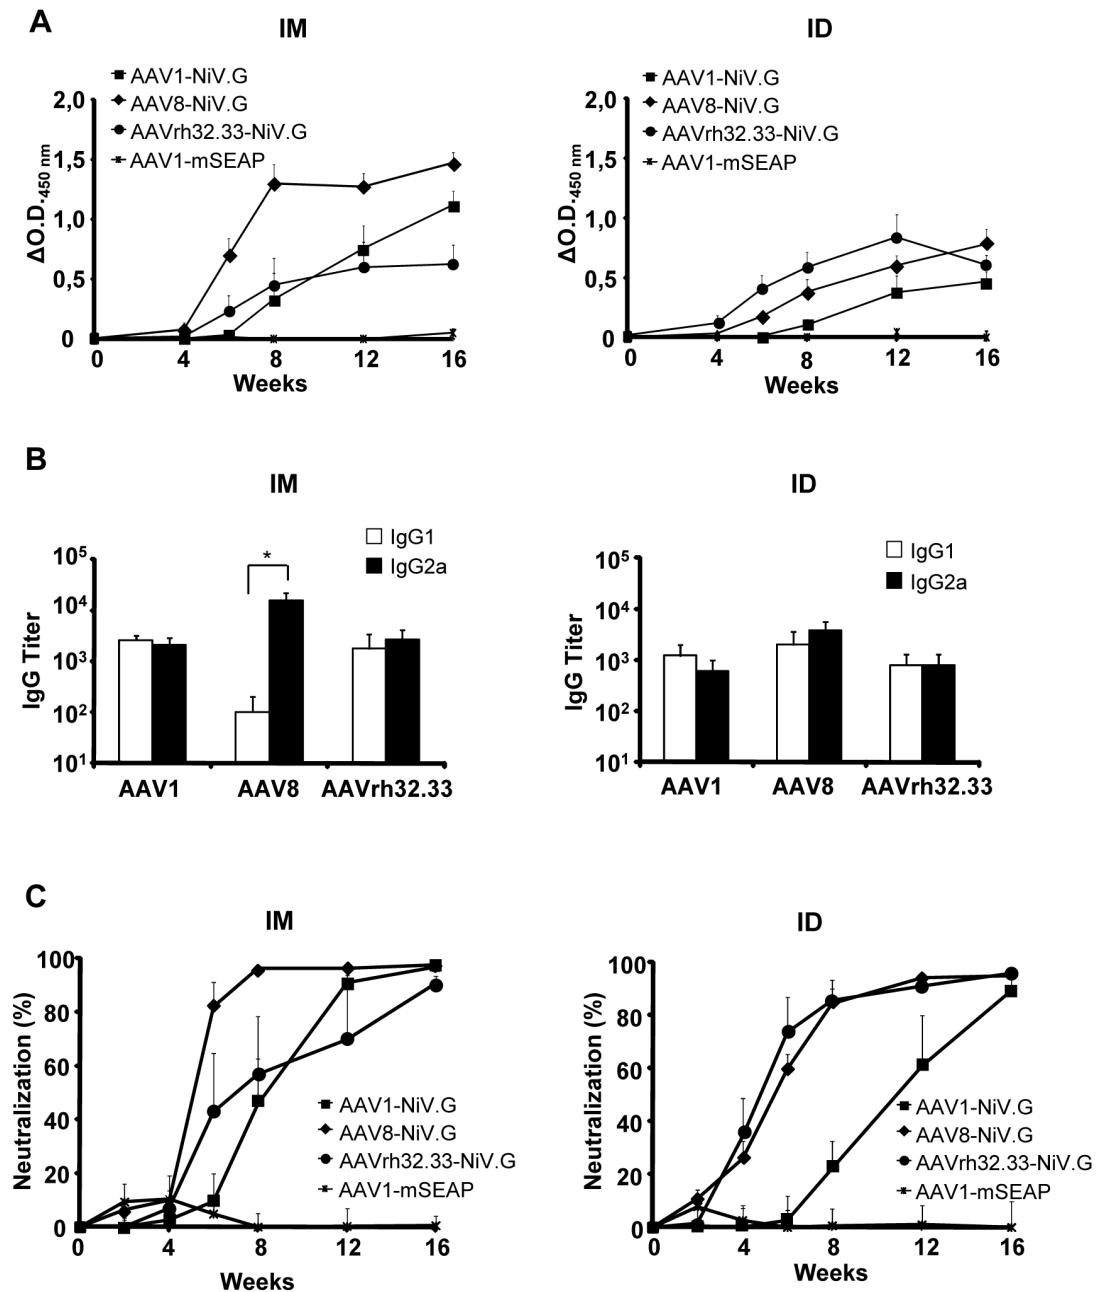 A
IM
AAV1-NiV.G
AAV8-NiV.G
AAVrh32.33-NiV.G
AAV1-mSEAP
ΔO.D.450 nm
2,0
1,5
1,0
0,5
0
0 4 8 12 16
Weeks
ID
AAV1-NiV.G
AAV8-NiV.G
AAVrh32.33-NiV.G
AAV1-mSEAP
ΔO.D.450 nm
2,0
1,5
1,0
0,5
0
0 4 8 12 16
Weeks
B
IM
IgG1
IgG2a
*
IgG Titer
10⁵
10⁴
10³
10²
10¹
AAV1 AAV8 AAVrh32.33
ID
IgG1
IgG2a
IgG Titer
10⁵
10⁴
10³
10²
10¹
AAV1 AAV8 AAVrh32.33
C
IM
Neutralization (%)
100
80
60
40
20
0
AAV1-NiV.G
AAV8-NiV.G
AAVrh32.33-NiV.G
AAV1-mSEAP
0 4 8 12 16
Weeks
ID
Neutralization (%)
100
80
60
40
20
0
AAV1-NiV.G
AAV8-NiV.G
AAVrh32.33-NiV.G
AAV1-mSEAP
0 4 8 12 16
Weeks